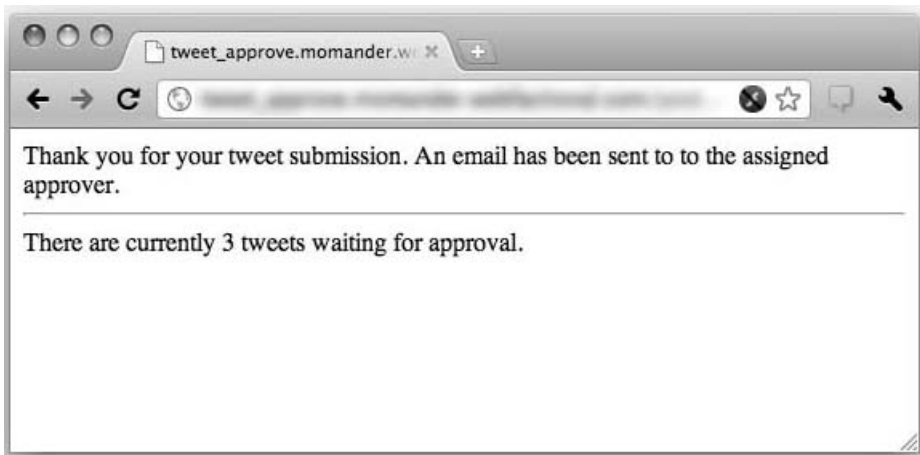 tweet_approve.momander.w
Thank you for your tweet submission. An email has been sent to to the assigned
approver.
There are currently 3 tweets waiting for approval.